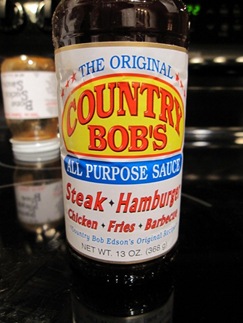 THE ORIGINAL
COUNTRY
BOB'S
ALL PURPOSE SAUCE
Steak • Hamburger
Chicken • Fries • Barbecue
Country Bob Edson's Original Recipe
NET WT. 13 OZ. (368 g)